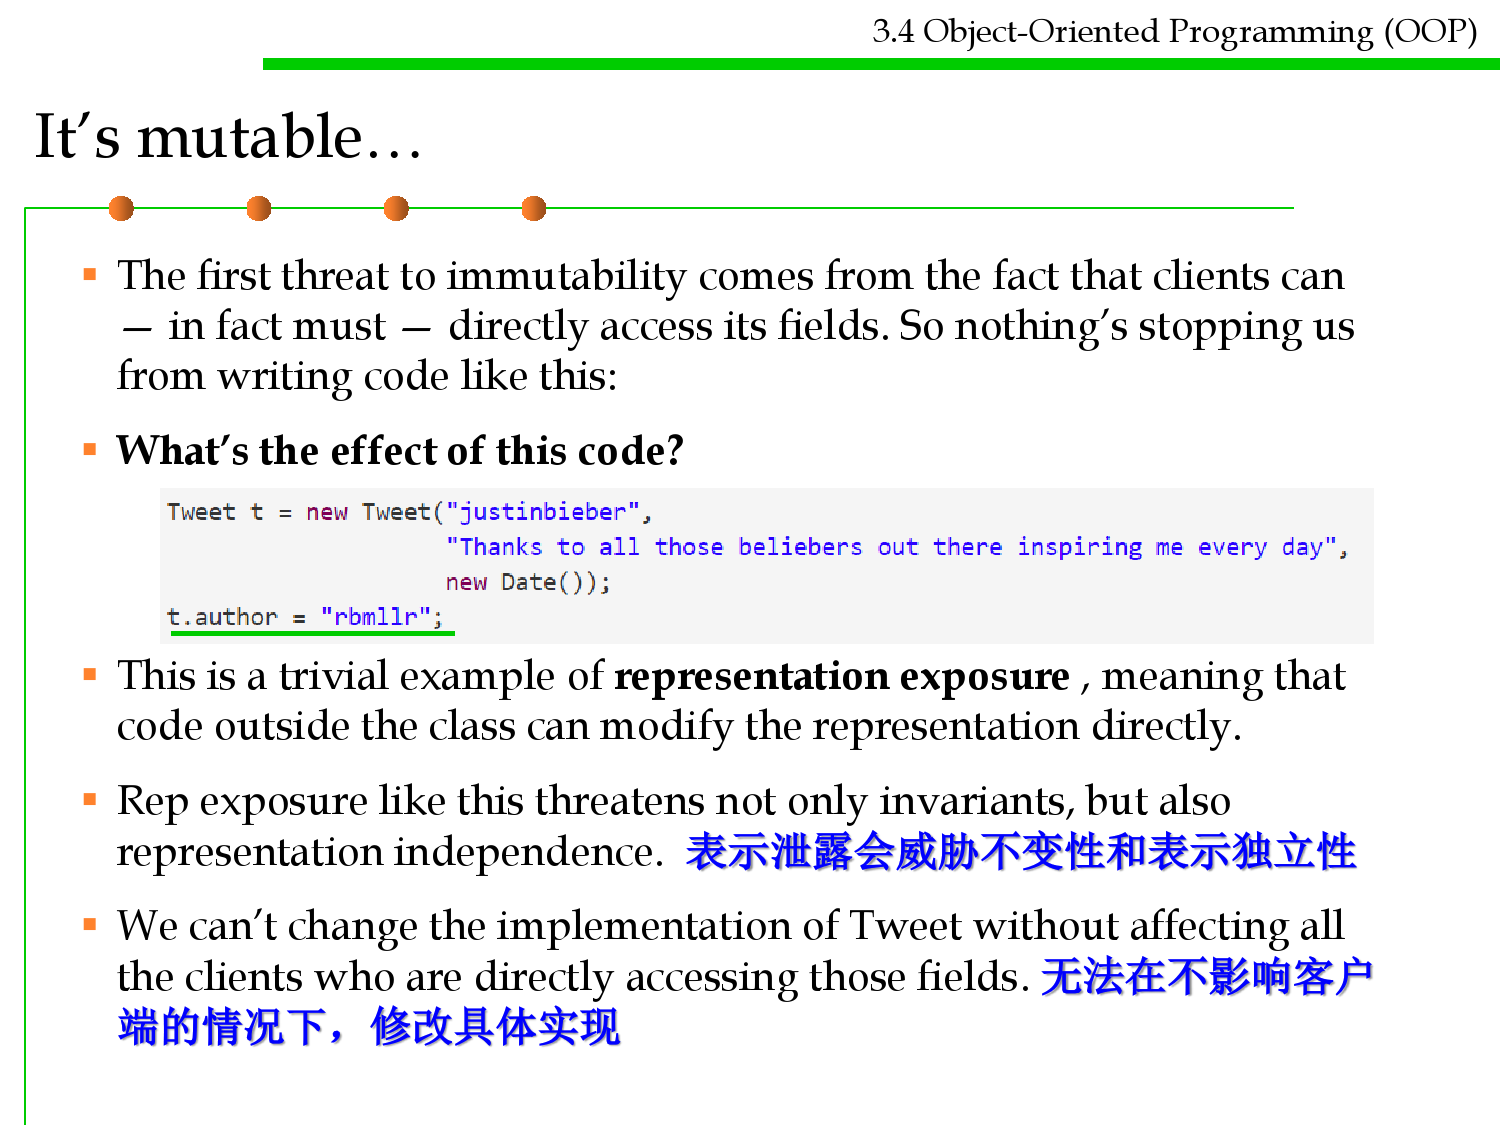 3.4 Object-Oriented Programming (OOP)
It’s mutable…
▪ The first threat to immutability comes from the fact that clients can
— in fact must — directly access its fields. So nothing’s stopping us
from writing code like this:
▪ What’s the effect of this code?
Tweet t = new Tweet("justinbieber",
"Thanks to all those beliebers out there inspiring me every day",
new Date());
t.author = "rbmllr";
▪ This is a trivial example of representation exposure , meaning that
code outside the class can modify the representation directly.
▪ Rep exposure like this threatens not only invariants, but also
representation independence. 表示泄露会威胁不变性和表示独立性
▪ We can’t change the implementation of Tweet without affecting all
the clients who are directly accessing those fields. 无法在不影响客户
端的情况下，修改具体实现